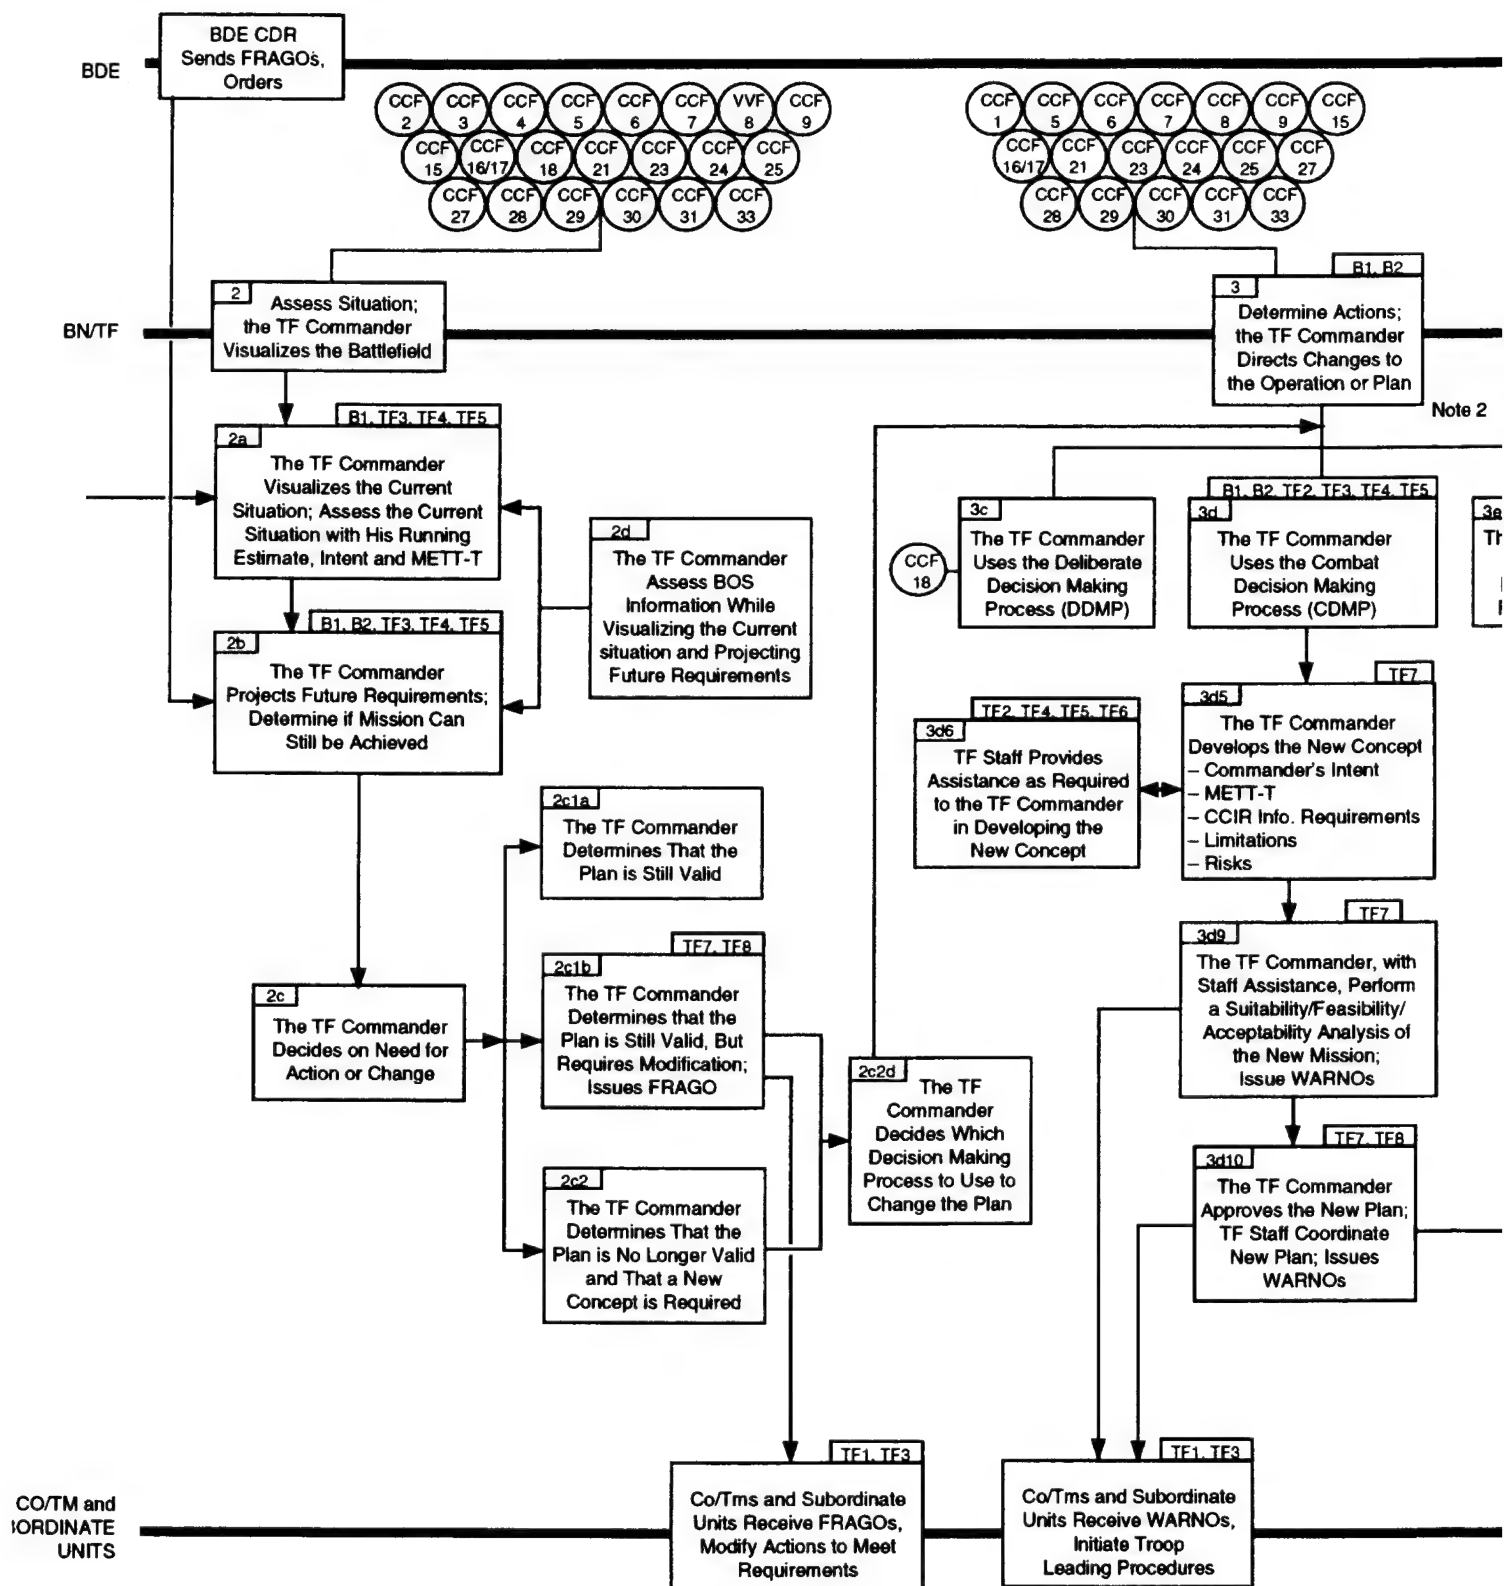 BDE CDR
Sends FRAGOs,
Orders
BDE
CCF 2
CCF 3
CCF 4
CCF 5
CCF 6
CCF 7
VVF 8
CCF 9
CCF 15
CCF 16/17
CCF 18
CCF 21
CCF 23
CCF 24
CCF 25
CCF 27
CCF 28
CCF 29
CCF 30
CCF 31
CCF 33
CCF 1
CCF 5
CCF 6
CCF 7
CCF 8
CCF 9
CCF 15
CCF 16/17
CCF 21
CCF 23
CCF 24
CCF 25
CCF 27
CCF 28
CCF 29
CCF 30
CCF 31
CCF 33
BN/TF
2
Assess Situation;
the TF Commander
Visualizes the Battlefield
B1, B2
3
Determine Actions;
the TF Commander
Directs Changes to
the Operation or Plan
Note 2
B1, TF3, TF4, TF5
2a
The TF Commander
Visualizes the Current
Situation; Assess the Current
Situation with His Running
Estimate, Intent and METT-T
2d
The TF Commander
Assess BOS
Information While
Visualizing the Current
situation and Projecting
Future Requirements
B1, B2, TF3, TF4, TF5
2b
The TF Commander
Projects Future Requirements;
Determine if Mission Can
Still be Achieved
CCF 18
3c
The TF Commander
Uses the Deliberate
Decision Making
Process (DDMP)
B1, B2, TF2, TF3, TF4, TF5
3d
The TF Commander
Uses the Combat
Decision Making
Process (CDMP)
3e
TF7
3d5
The TF Commander
Develops the New Concept
– Commander's Intent
– METT-T
– CCIR Info. Requirements
– Limitations
– Risks
TF2, TF4, TF5, TF6
3d6
TF Staff Provides
Assistance as Required
to the TF Commander
in Developing the
New Concept
2c1a
The TF Commander
Determines That the
Plan is Still Valid
TF7, TF8
2c1b
The TF Commander
Determines that the
Plan is Still Valid, But
Requires Modification;
Issues FRAGO
2c
The TF Commander
Decides on Need for
Action or Change
2c2
The TF Commander
Determines That the
Plan is No Longer Valid
and That a New
Concept is Required
2c2d
The TF
Commander
Decides Which
Decision Making
Process to Use to
Change the Plan
TF7
3d9
The TF Commander, with
Staff Assistance, Perform
a Suitability/Feasibility/
Acceptability Analysis of
the New Mission;
Issue WARNOs
TF7, TF8
3d10
The TF Commander
Approves the New Plan;
TF Staff Coordinate
New Plan; Issues
WARNOs
TF1, TF3
Co/Tms and Subordinate
Units Receive FRAGOs,
Modify Actions to Meet
Requirements
TF1, TF3
Co/Tms and Subordinate
Units Receive WARNOs,
Initiate Troop
Leading Procedures
CO/TM and
ORDINATE
UNITS